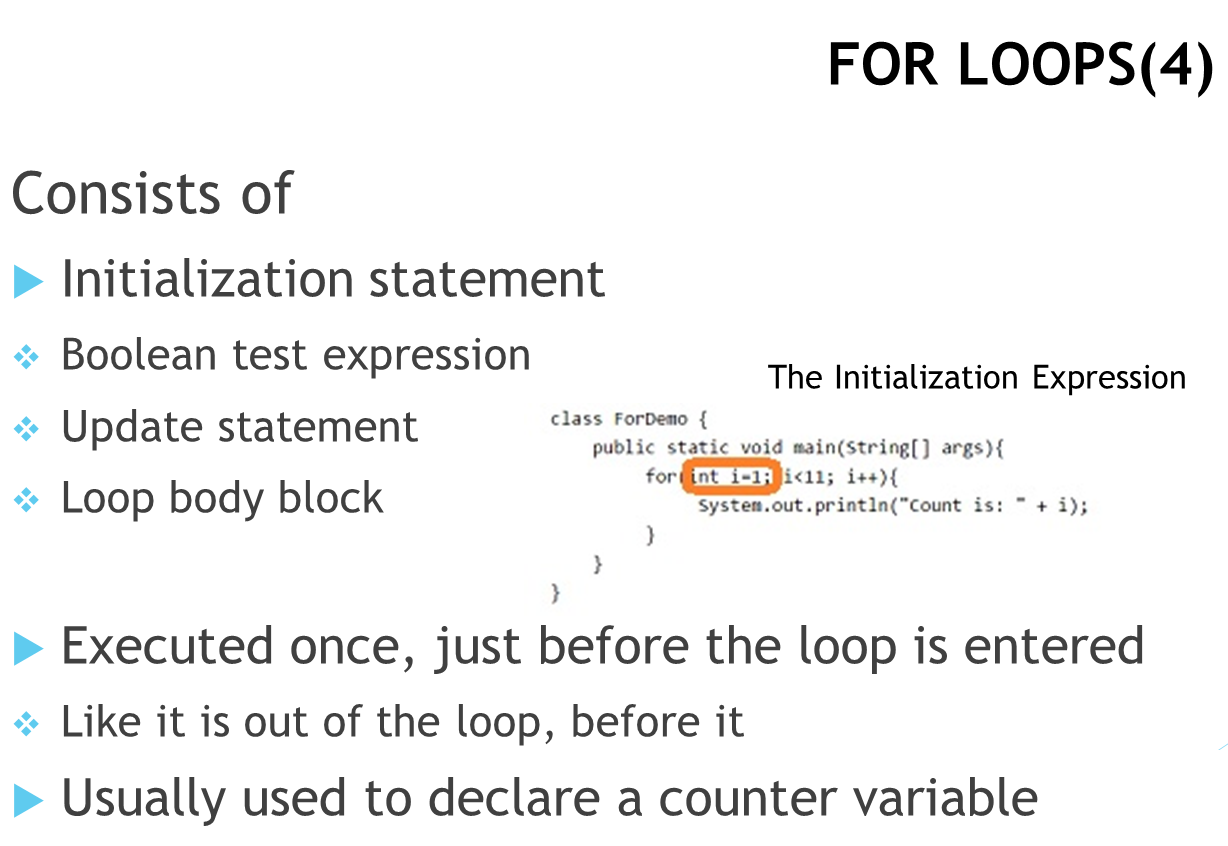 FOR LOOPS(4)
Consists of
Initialization statement
Boolean test expression
Update statement
Loop body block
The Initialization Expression
class ForDemo {
public static void main(String[] args){
for(int i=1; i<11; i++){
System.out.println("Count is: " + i);
}
}
}
Executed once, just before the loop is entered
Like it is out of the loop, before it
Usually used to declare a counter variable